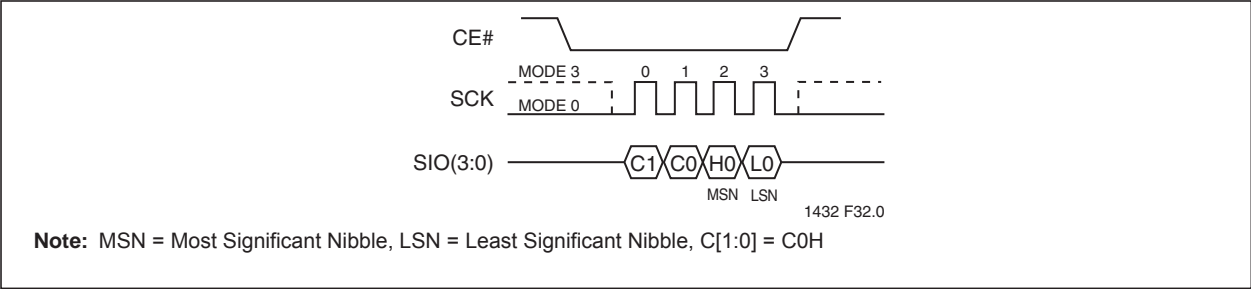 CE#
MODE 3 0 1 2 3
SCK
MODE 0
SIO(3:0) C1 C0 H0 L0
MSN LSN
1432 F32.0
Note: MSN = Most Significant Nibble, LSN = Least Significant Nibble, C[1:0] = C0H